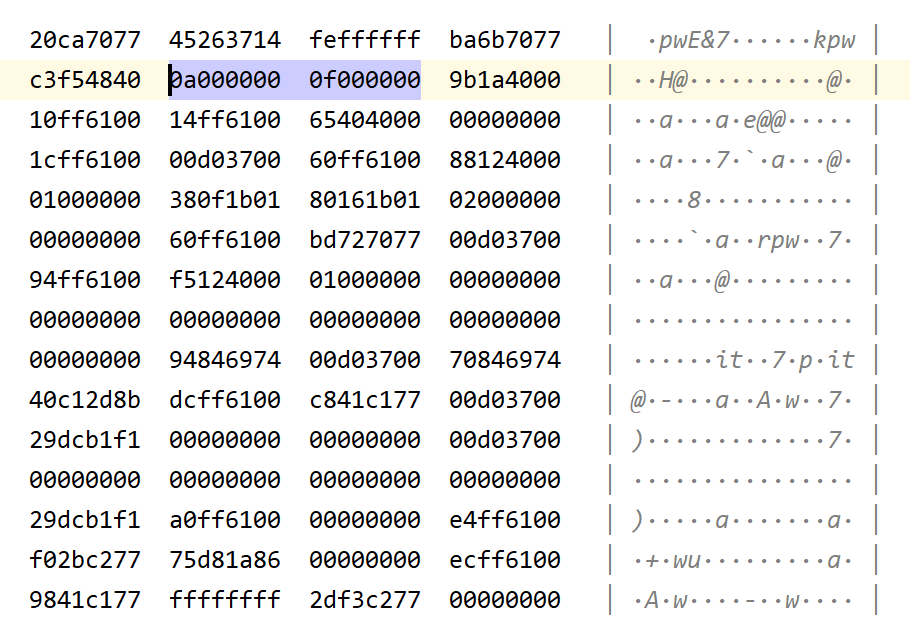 20ca7077 45263714 feffffff ba6b7077 | ·pwE&7······kpw |
c3f54840 0a000000 0f000000 9b1a4000 | ··H@··········@· |
10ff6100 14ff6100 65404000 00000000 | ··a···a·e@@····· |
1cff6100 00d03700 60ff6100 88124000 | ··a···7·`·a···@· |
01000000 380f1b01 80161b01 02000000 | ····8··········· |
00000000 60ff6100 bd727077 00d03700 | ····`·a··rpw··7· |
94ff6100 f5124000 01000000 00000000 | ··a···@········· |
00000000 00000000 00000000 00000000 | ················ |
00000000 94846974 00d03700 70846974 | ······it··7·p·it |
40c12d8b dcff6100 c841c177 00d03700 | @·-···a··A·w··7· |
29dcb1f1 00000000 00000000 00d03700 | )·············7· |
00000000 00000000 00000000 00000000 | ················ |
29dcb1f1 a0ff6100 00000000 e4ff6100 | )·····a·······a· |
f02bc277 75d81a86 00000000 ecff6100 | ·+·wu·········a· |
9841c177 ffffffff 2df3c277 00000000 | ·A·w····-··w···· |